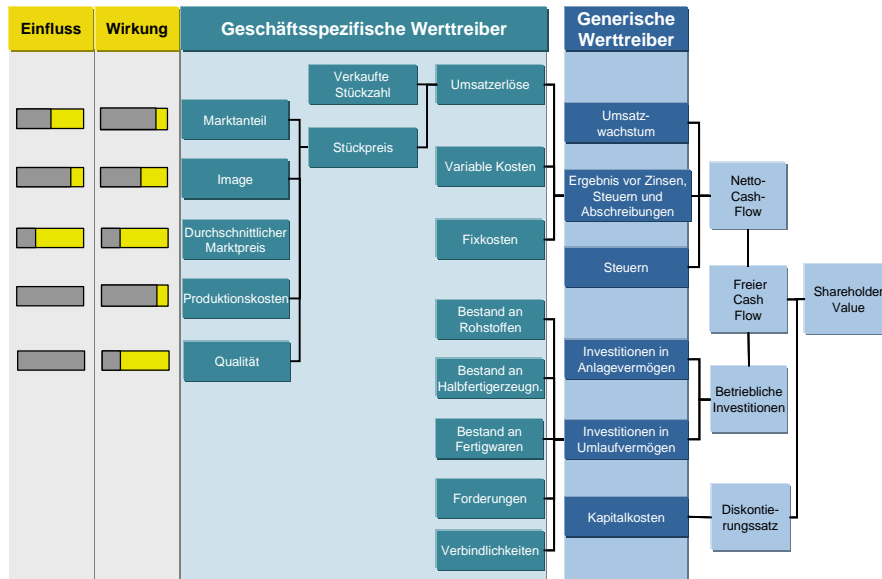 Einfluss
Wirkung
Geschäftsspezifische Werttreiber
Generische
Werttreiber
Verkaufte
Stückzahl
Umsatzerlöse
Marktanteil
Umsatz-
wachstum
Stückpreis
Variable Kosten
Image
Ergebnis vor Zinsen,
Steuern und
Abschreibungen
Netto-
Cash-
Flow
Durchschnittlicher
Marktpreis
Fixkosten
Steuern
Produktionskosten
Freier
Cash
Flow
Shareholder
Value
Bestand an
Rohstoffen
Qualität
Investitionen in
Anlagevermögen
Bestand an
Halbfertigerzeugn.
Betriebliche
Investitionen
Bestand an
Fertigwaren
Investitionen in
Umlaufvermögen
Forderungen
Kapitalkosten
Diskontie-
rungssatz
Verbindlichkeiten